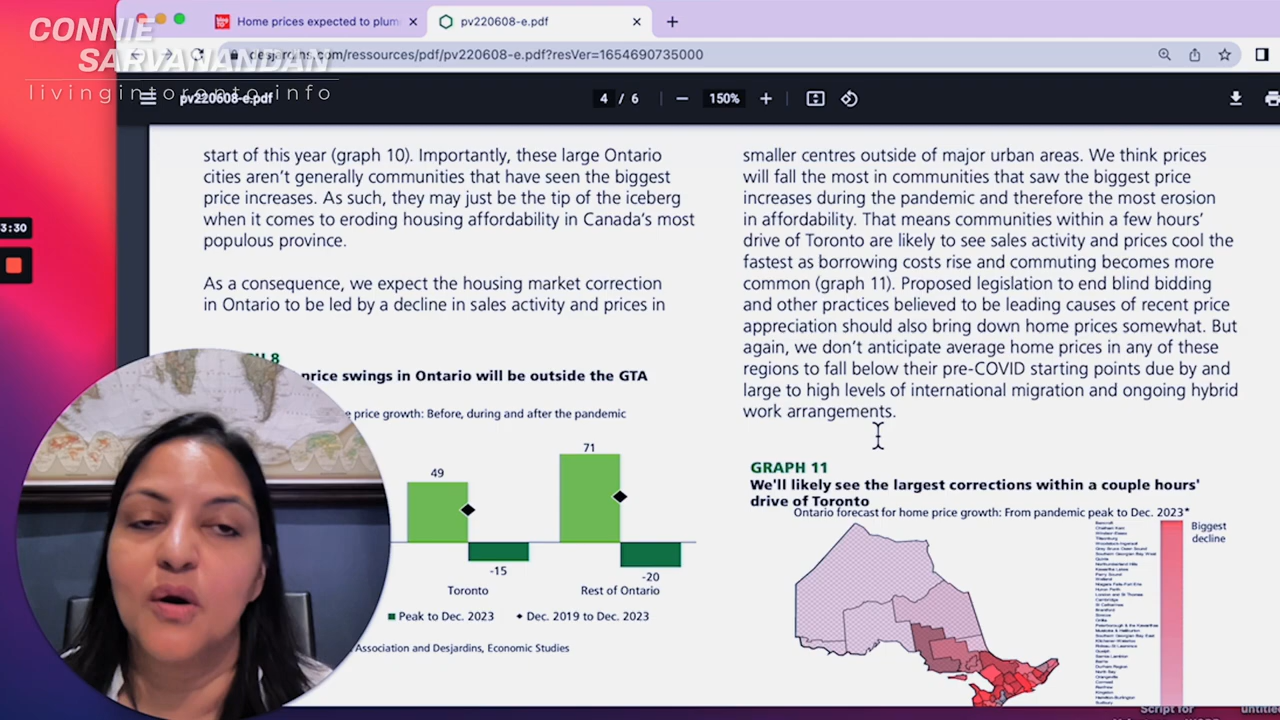 CONNIE
SARVANANDAN
livingintoronto.info
Home prices expected to plum
pv220608-e.pdf
desjardins.com/ressources/pdf/pv220608-e.pdf?resVer=1654690735000
pv220608-e.pdf
4 / 6
150%
3:30
start of this year (graph 10). Importantly, these large Ontario
cities aren't generally communities that have seen the biggest
price increases. As such, they may just be the tip of the iceberg
when it comes to eroding housing affordability in Canada's most
populous province.
As a consequence, we expect the housing market correction
in Ontario to be led by a decline in sales activity and prices in
H 8
price swings in Ontario will be outside the GTA
e price growth: Before, during and after the pandemic
49
71
-15
-20
Toronto
Rest of Ontario
Peak to Dec. 2023
Dec. 2019 to Dec. 2023
Association and Desjardins, Economic Studies
smaller centres outside of major urban areas. We think prices
will fall the most in communities that saw the biggest price
increases during the pandemic and therefore the most erosion
in affordability. That means communities within a few hours'
drive of Toronto are likely to see sales activity and prices cool the
fastest as borrowing costs rise and commuting becomes more
common (graph 11). Proposed legislation to end blind bidding
and other practices believed to be leading causes of recent price
appreciation should also bring down home prices somewhat. But
again, we don't anticipate average home prices in any of these
regions to fall below their pre-COVID starting points due by and
large to high levels of international migration and ongoing hybrid
work arrangements.
GRAPH 11
We'll likely see the largest corrections within a couple hours'
drive of Toronto
Ontario forecast for home price growth: From pandemic peak to Dec. 2023*
Biggest
decline
Script for
untitled